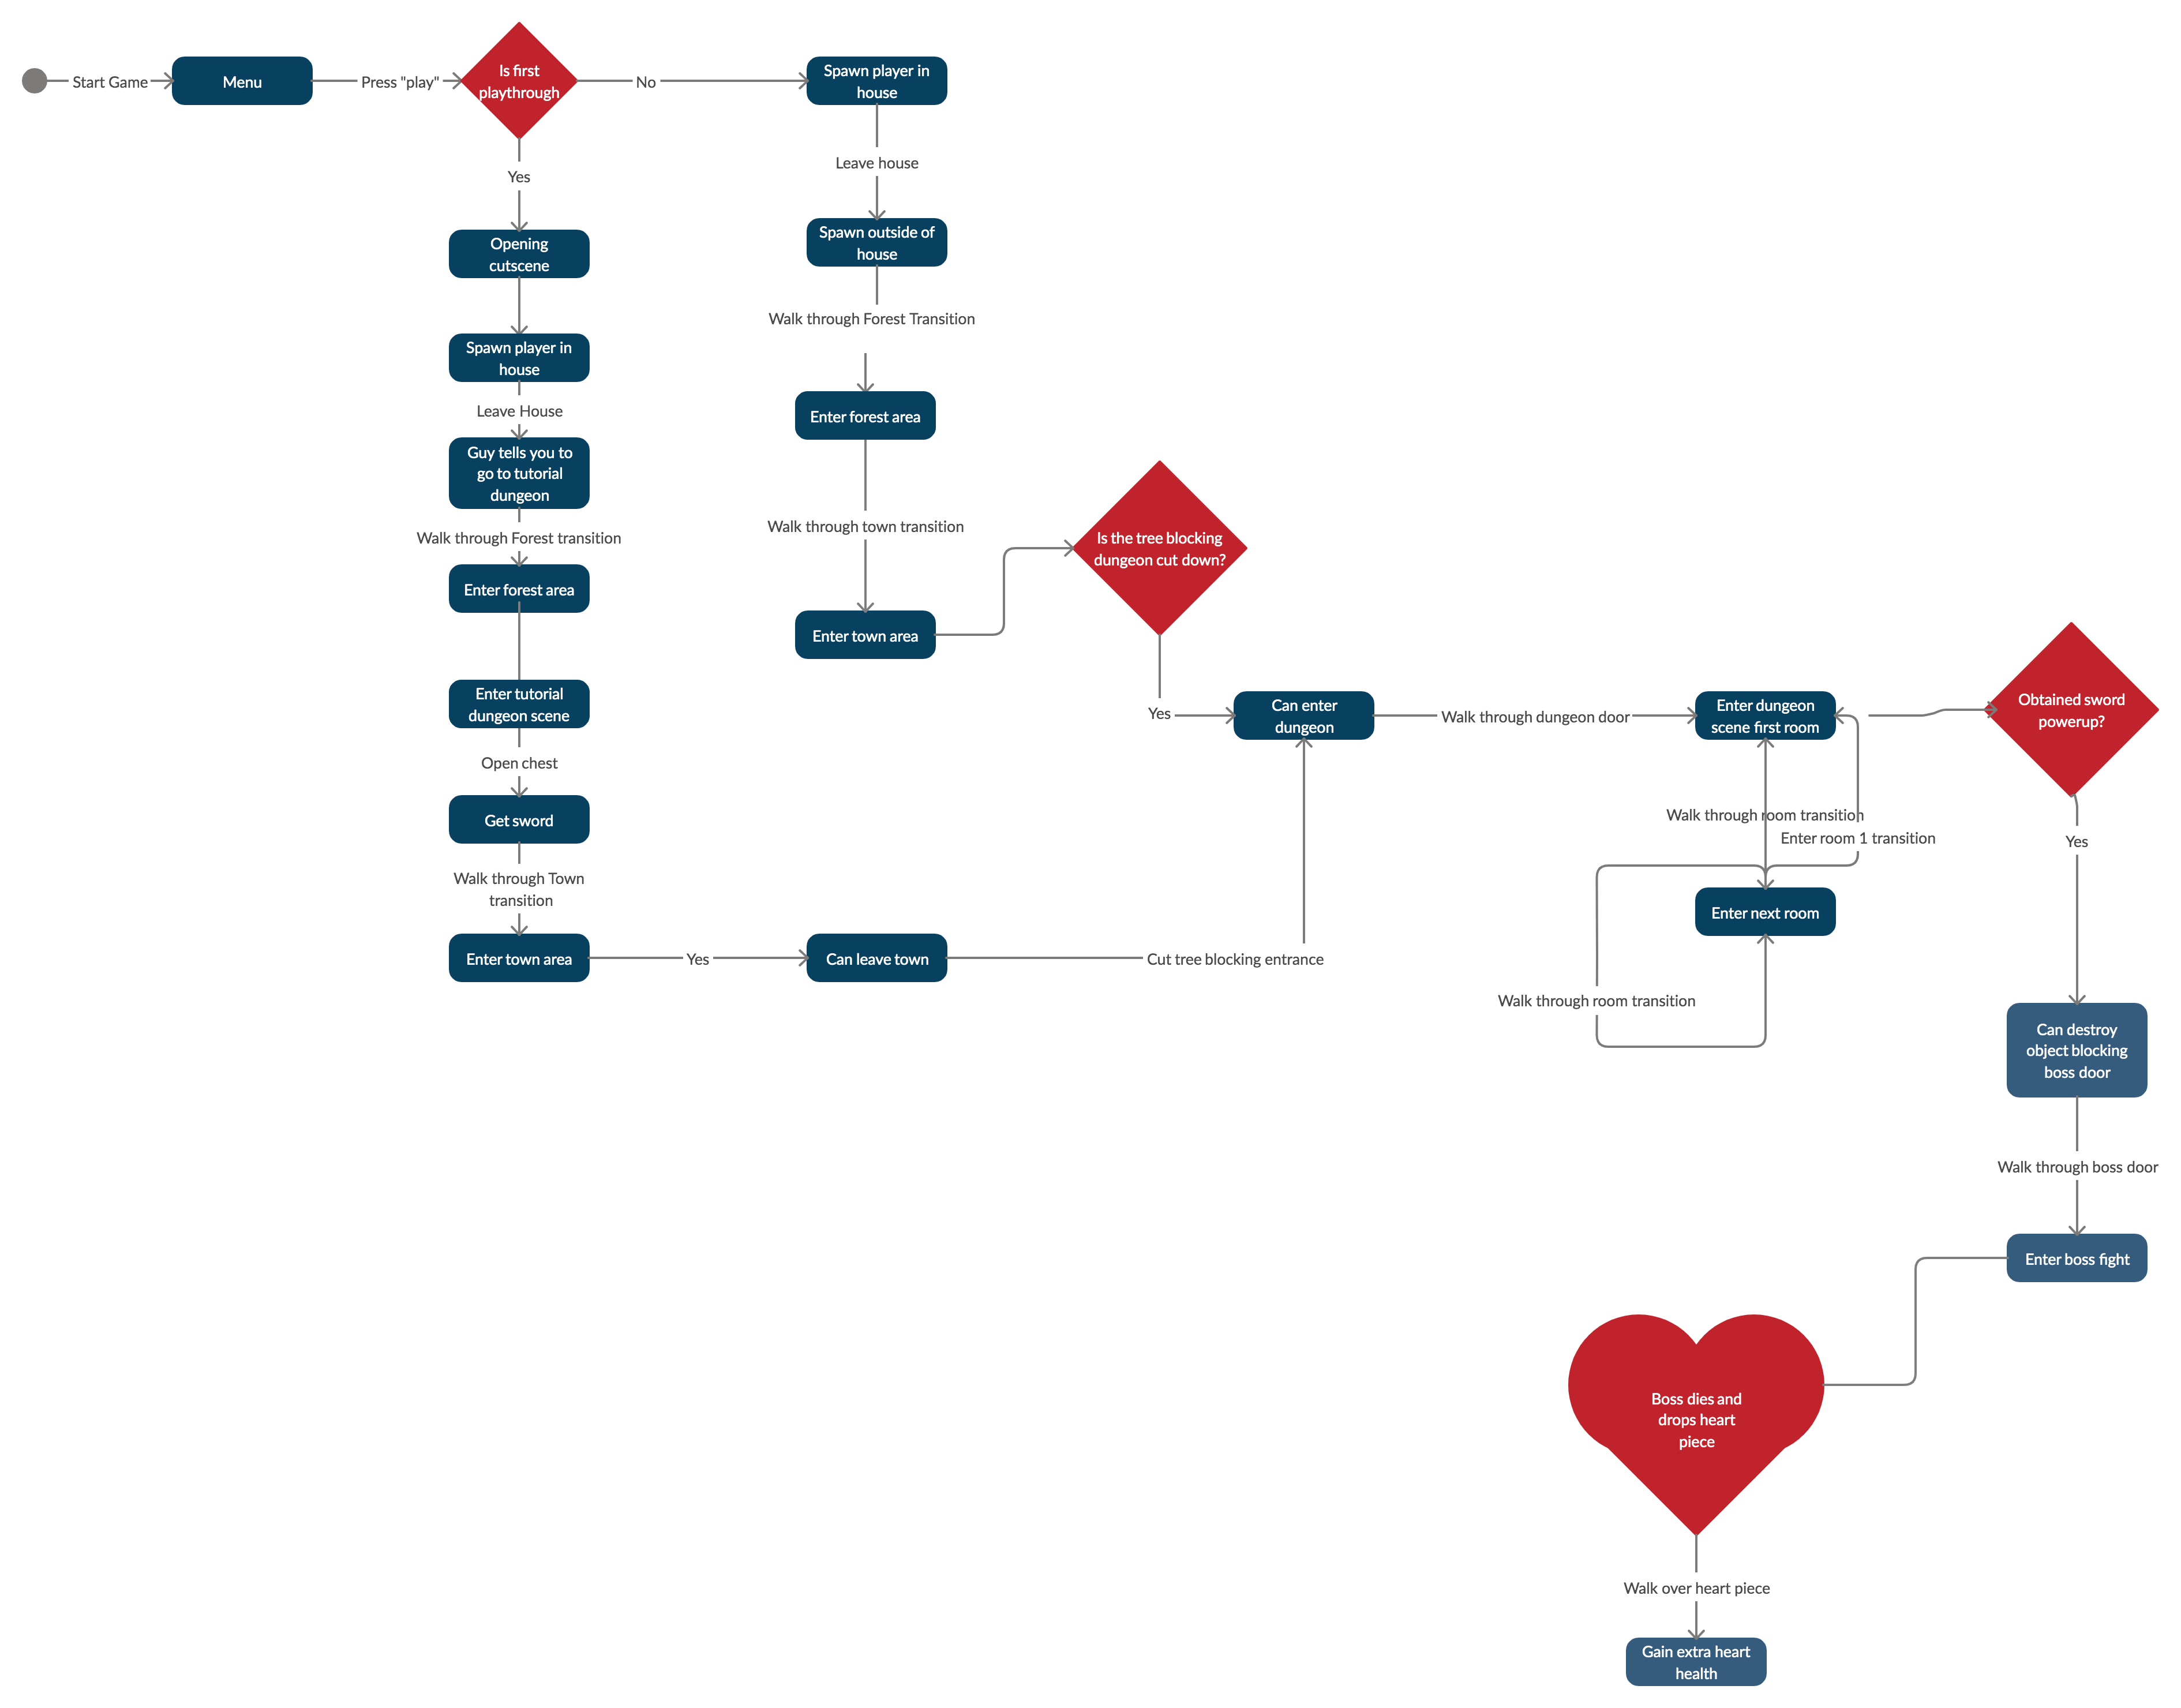 Start Game
Menu
Press "play"
Is first
playthrough
No
Spawn player in
house
Yes
Leave house
Opening
cutscene
Spawn outside of
house
Walk through Forest Transition
Spawn player in
house
Leave House
Guy tells you to
go to tutorial
dungeon
Walk through Forest transition
Enter forest area
Enter tutorial
dungeon scene
Open chest
Get sword
Walk through Town
transition
Enter town area
Yes
Can leave town
Cut tree blocking entrance
Enter forest area
Walk through town transition
Enter town area
Is the tree blocking
dungeon cut down?
Yes
Can enter
dungeon
Walk through dungeon door
Enter dungeon
scene first room
Walk through room transition
Enter room 1 transition
Enter next room
Walk through room transition
Obtained sword
powerup?
Yes
Can destroy
object blocking
boss door
Walk through boss door
Enter boss fight
Boss dies and
drops heart
piece
Walk over heart piece
Gain extra heart
health